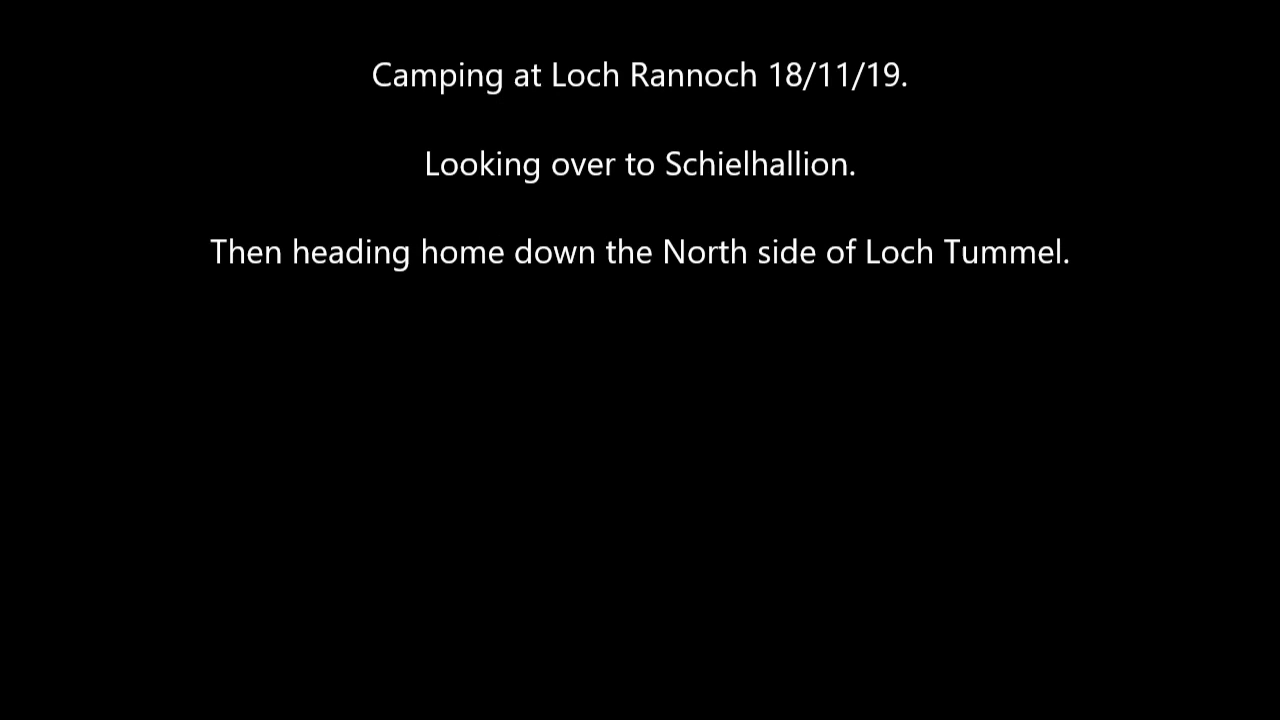 Camping at Loch Rannoch 18/11/19.
Looking over to Schielhallion.
Then heading home down the North side of Loch Tummel.